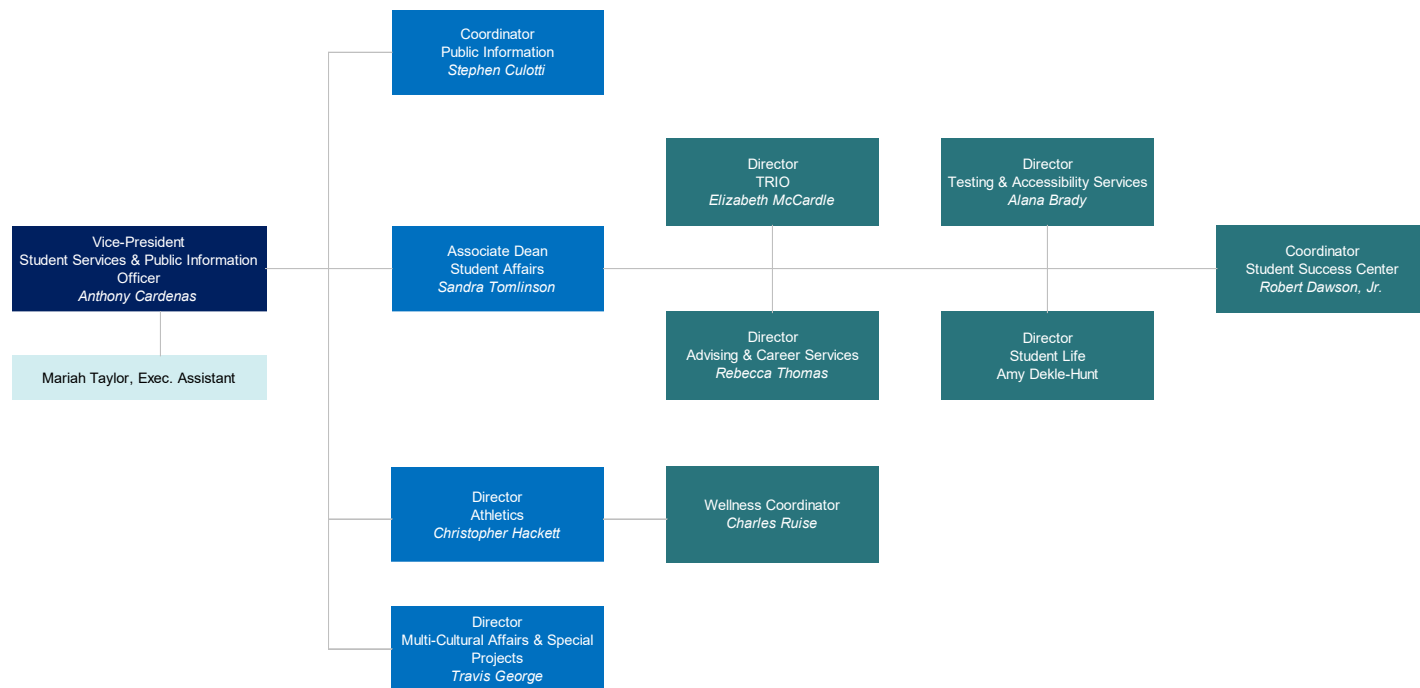 Coordinator
Public Information
Stephen Culotti
Director
TRIO
Elizabeth McCardle
Director
Testing & Accessibility Services
Alana Brady
Vice-President
Student Services & Public Information
Officer
Anthony Cardenas
Associate Dean
Student Affairs
Sandra Tomlinson
Coordinator
Student Success Center
Robert Dawson, Jr.
Mariah Taylor, Exec. Assistant
Director
Advising & Career Services
Rebecca Thomas
Director
Student Life
Amy Dekle-Hunt
Director
Athletics
Christopher Hackett
Wellness Coordinator
Charles Ruise
Director
Multi-Cultural Affairs & Special
Projects
Travis George